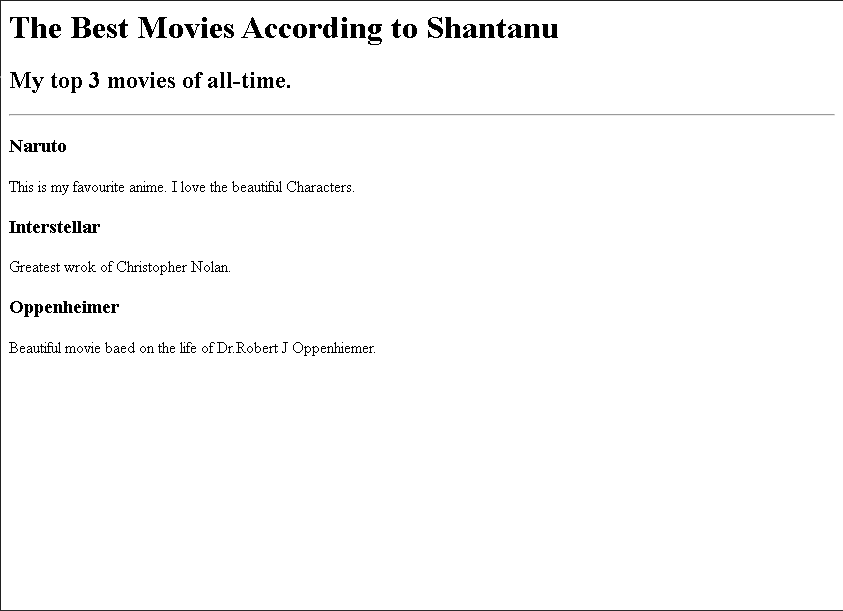 The Best Movies According to Shantanu
My top 3 movies of all-time.
Naruto
This is my favourite anime. I love the beautiful Characters.
Interstellar
Greatest wrok of Christopher Nolan.
Oppenheimer
Beautiful movie baed on the life of Dr.Robert J Oppenhiemer.